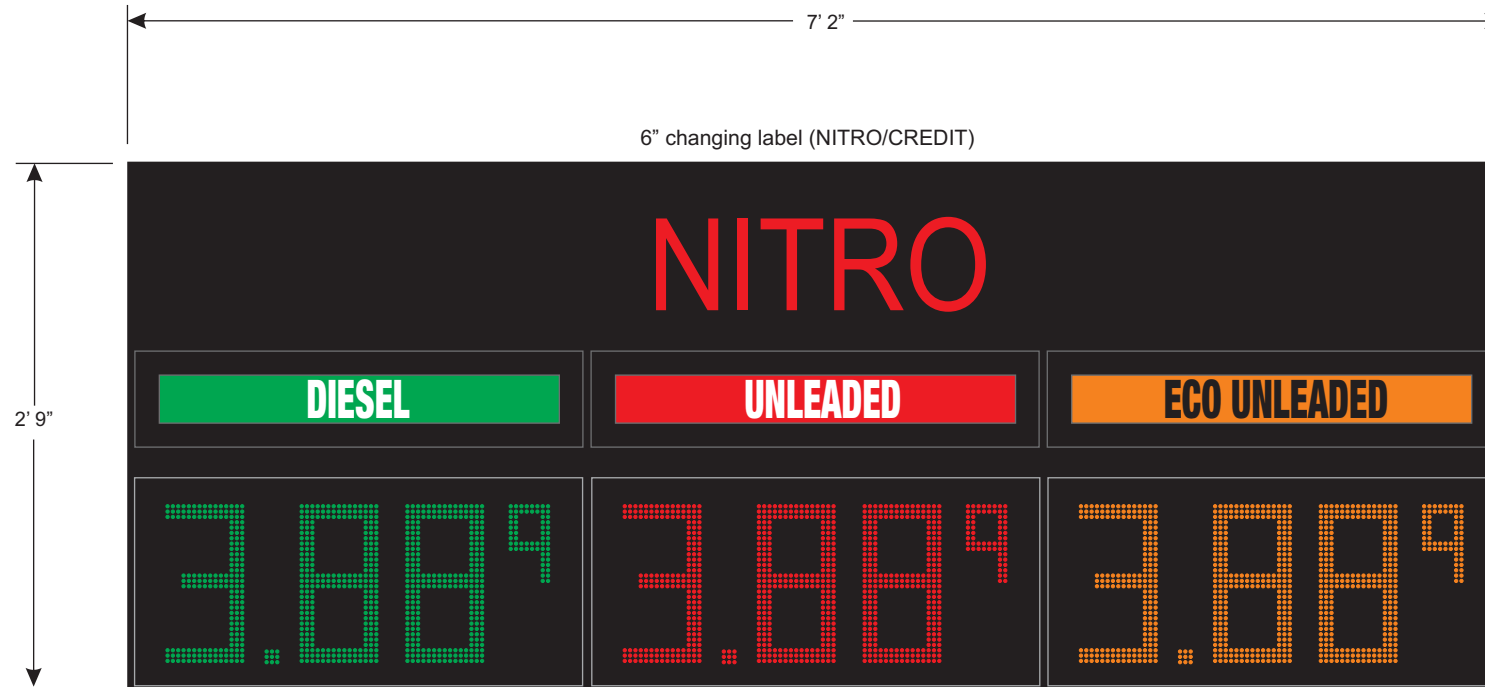 7' 2”
6” changing label (NITRO/CREDIT)
NITRO
2' 9”
DIESEL UNLEADED ECO UNLEADED
3.88 9 3.88 9 3.88 9